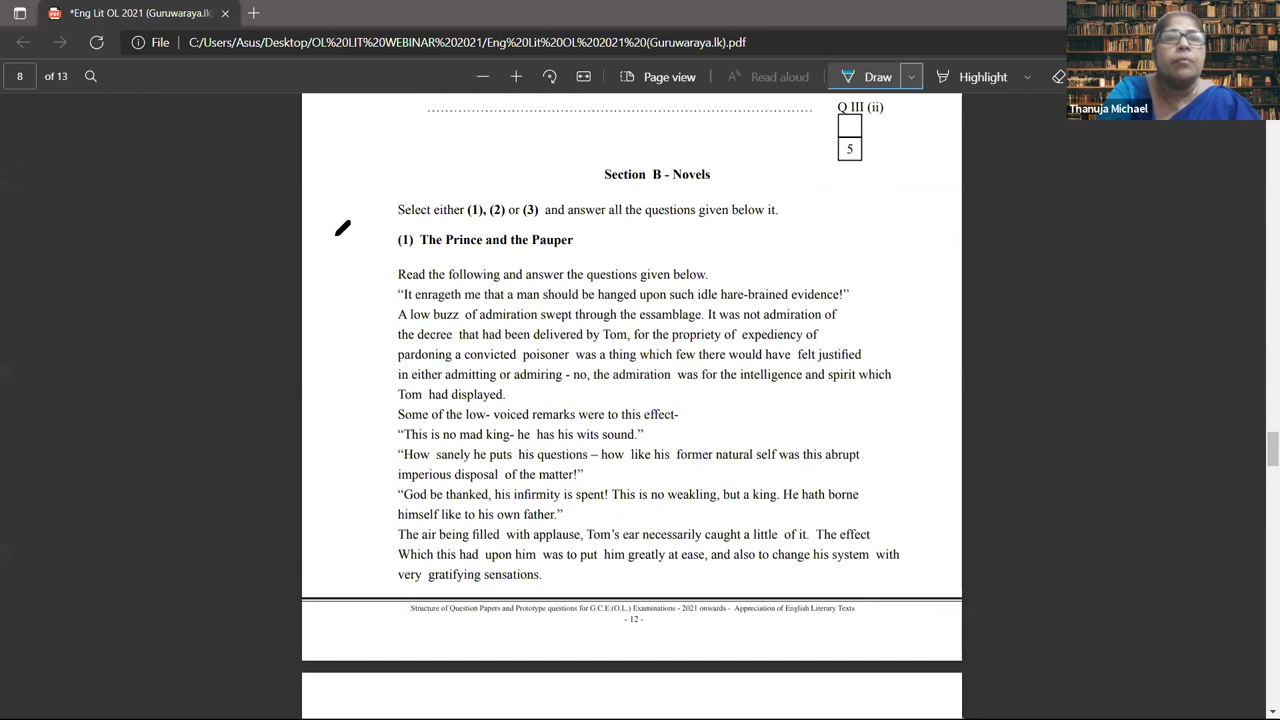 *Eng Lit OL 2021 (Guruwaraya.lk
File C:/Users/Asus/Desktop/OL%20LIT%20WEBINAR%202021/Eng%20Lit%20OL%202021%20(Guruwaraya.lk).pdf
8 of 13 Page view Read aloud Draw Highlight
Thanuja Michael
Q III (ii)
5
Section B - Novels
Select either (1), (2) or (3) and answer all the questions given below it.
(1) The Prince and the Pauper
Read the following and answer the questions given below.
“It enrageth me that a man should be hanged upon such idle hare-brained evidence!”
A low buzz of admiration swept through the essamblage. It was not admiration of
the decree that had been delivered by Tom, for the propriety of expediency of
pardoning a convicted poisoner was a thing which few there would have felt justified
in either admitting or admiring - no, the admiration was for the intelligence and spirit which
Tom had displayed.
Some of the low- voiced remarks were to this effect-
“This is no mad king- he has his wits sound.”
“How sanely he puts his questions – how like his former natural self was this abrupt
imperious disposal of the matter!”
“God be thanked, his infirmity is spent! This is no weakling, but a king. He hath borne
himself like to his own father.”
The air being filled with applause, Tom’s ear necessarily caught a little of it. The effect
Which this had upon him was to put him greatly at ease, and also to change his system with
very gratifying sensations.
Structure of Question Papers and Prototype questions for G.C.E.(O.L.) Examinations - 2021 onwards - Appreciation of English Literary Texts
- 12 -